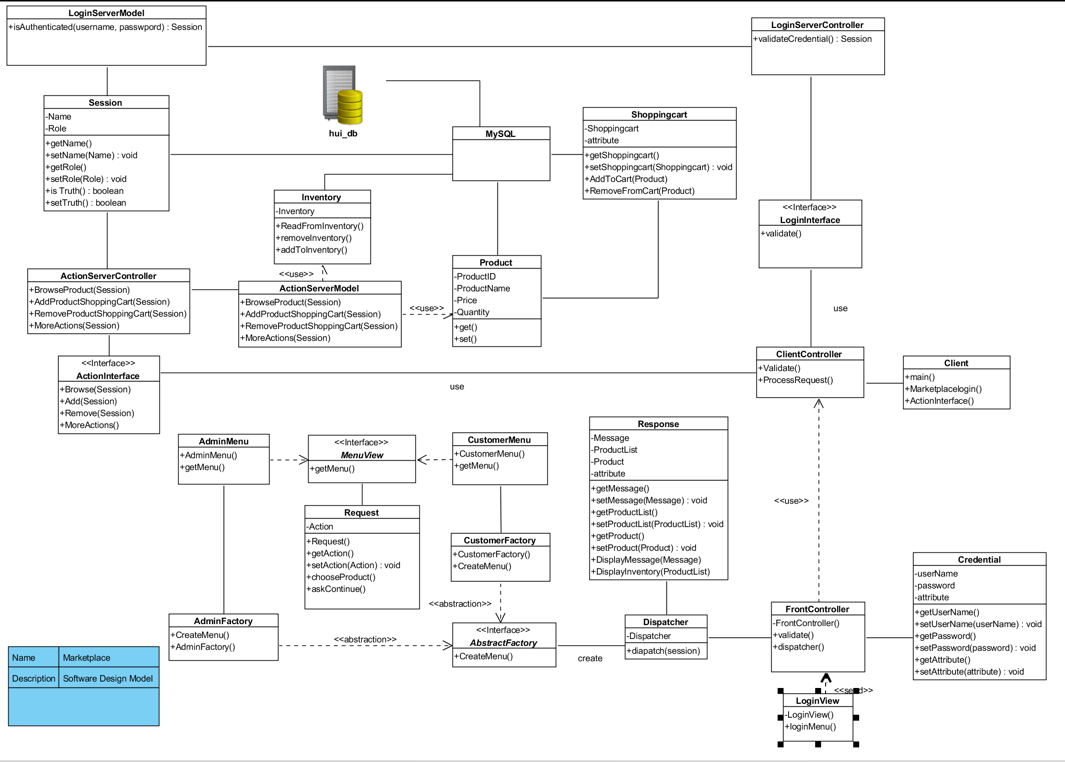 LoginServerModel
+isAuthenticated(username, passwpord) : Session
LoginServerController
+validateCredential() : Session
Session
-Name
-Role
+getName()
+setName(Name) : void
+getRole()
+setRole(Role) : void
+is Truth() : boolean
+setTruth() : boolean
hui_db
MySQL
Shoppingcart
-Shoppingcart
-attribute
+getShoppingcart()
+setShoppingcart(Shoppingcart) : void
+AddToCart(Product)
+RemoveFromCart(Product)
Inventory
-Inventory
+ReadFromInventory()
+removeInventory()
+addToInventory()
<<Interface>>
LoginInterface
+validate()
<<use>>
ActionServerController
+BrowseProduct(Session)
+AddProductShoppingCart(Session)
+RemoveProductShoppingCart(Session)
+MoreActions(Session)
ActionServerModel
+BrowseProduct(Session)
+AddProductShoppingCart(Session)
+RemoveProductShoppingCart(Session)
+MoreActions(Session)
<<use>>
Product
-ProductID
-ProductName
-Price
-Quantity
+get()
+set()
use
<<Interface>>
ActionInterface
+Browse(Session)
+Add(Session)
+Remove(Session)
+MoreActions()
use
ClientController
+Validate()
+ProcessRequest()
Client
+main()
+Marketplacelogin()
+ActionInterface()
AdminMenu
+AdminMenu()
+getMenu()
<<Interface>>
MenuView
+getMenu()
CustomerMenu
+CustomerMenu()
+getMenu()
Response
-Message
-ProductList
-Product
-attribute
+getMessage()
+setMessage(Message) : void
+getProductList()
+setProductList(ProductList) : void
+getProduct()
+setProduct(Product) : void
+DisplayMessage(Message)
+DisplayInventory(ProductList)
<<use>>
Request
-Action
+Request()
+getAction()
+setAction(Action) : void
+chooseProduct()
+askContinue()
CustomerFactory
+CustomerFactory()
+CreateMenu()
<<abstraction>>
Credential
-userName
-password
-attribute
+getUserName()
+setUserName(userName) : void
+getPassword()
+setPassword(password) : void
+getAttribute()
+setAttribute(attribute) : void
AdminFactory
+CreateMenu()
+AdminFactory()
<<abstraction>>
<<Interface>>
AbstractFactory
+CreateMenu()
create
Dispatcher
-Dispatcher
+diapatch(session)
FrontController
-FrontController()
+validate()
+dispatcher()
LoginView
-LoginView()
+loginMenu()
Name Marketplace
Description Software Design Model